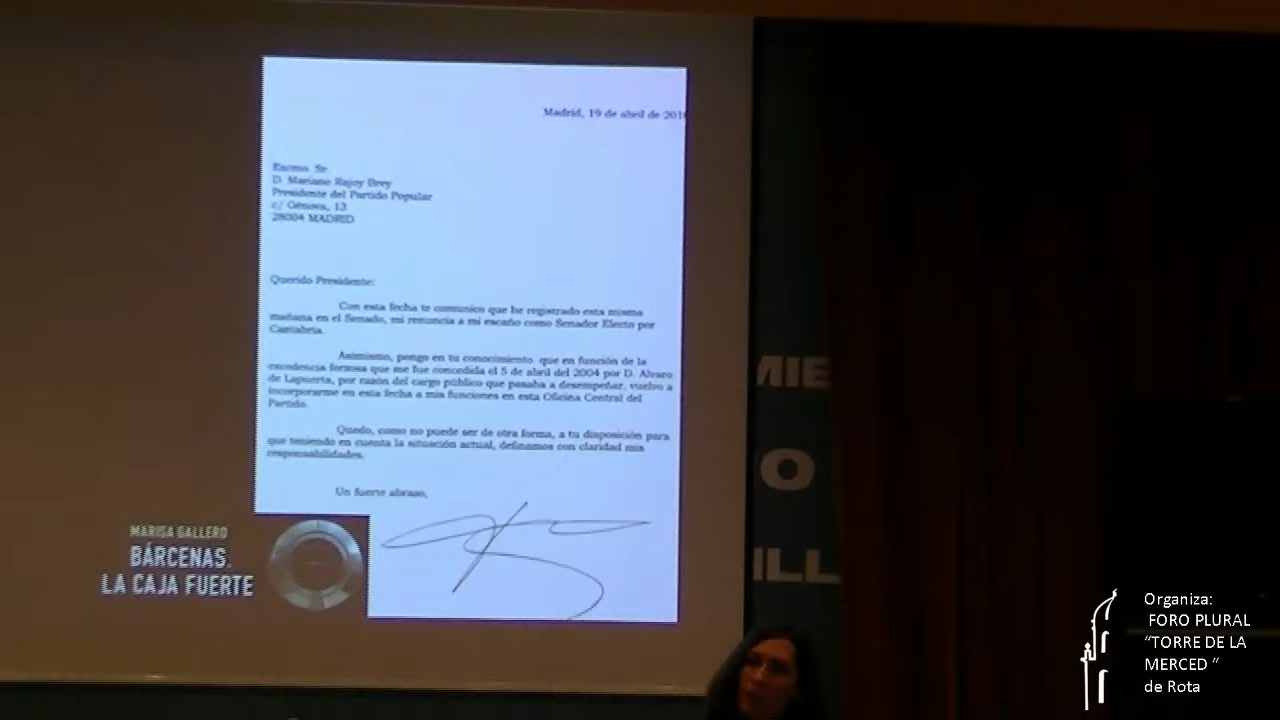 Madrid, 19 de abril de 201
Excmo. Sr.
D. Mariano Rajoy Brey
Presidente del Partido Popular
c/ Génova, 13
28004 MADRID
Querido Presidente:
Con esta fecha te comunico que he registrado esta misma
mañana en el Senado, mi renuncia a mi escaño como Senador Electo por
Cantabria.
Asimismo, pongo en tu conocimiento que en función de la
excedencia forzosa que me fue concedida el 5 de abril del 2004 por D. Alvaro
de Lapuerta, por razón del cargo público que pasaba a desempeñar, vuelvo a
incorporarme en esta fecha a mis funciones en esta Oficina Central del
Partido.
Quedo, como no puede ser de otra forma, a tu disposición para
que teniendo en cuenta la situación actual, definamos con claridad mis
responsabilidades.
Un fuerte abrazo,
MARISA GALLERO
BÁRCENAS.
LA CAJA FUERTE
MIE
O
ILL
Organiza:
FORO PLURAL
“TORRE DE LA
MERCED “
de Rota